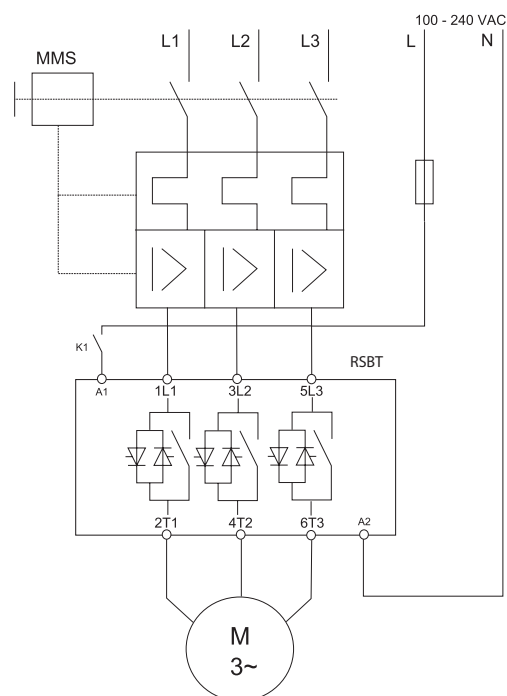 100 - 240 VAC
L1 L2 L3 L N
MMS
K1
RSBT
A1 1L1 3L2 5L3
2T1 4T2 6T3 A2
M
3~